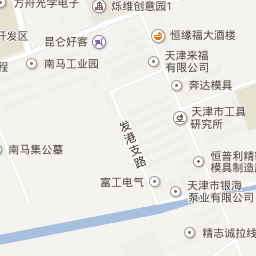 方舟光学电子
烁维创意园1
开发区
昆仑好客
恒缘福大酒楼
程
南马工业园
天津来福
有限公司
奔达模具
天津市工具
研究所
发港支路
南马集公墓
恒普利精
模具制造
富工电气
天津市银海
泵业有限公司
精志诚拉线